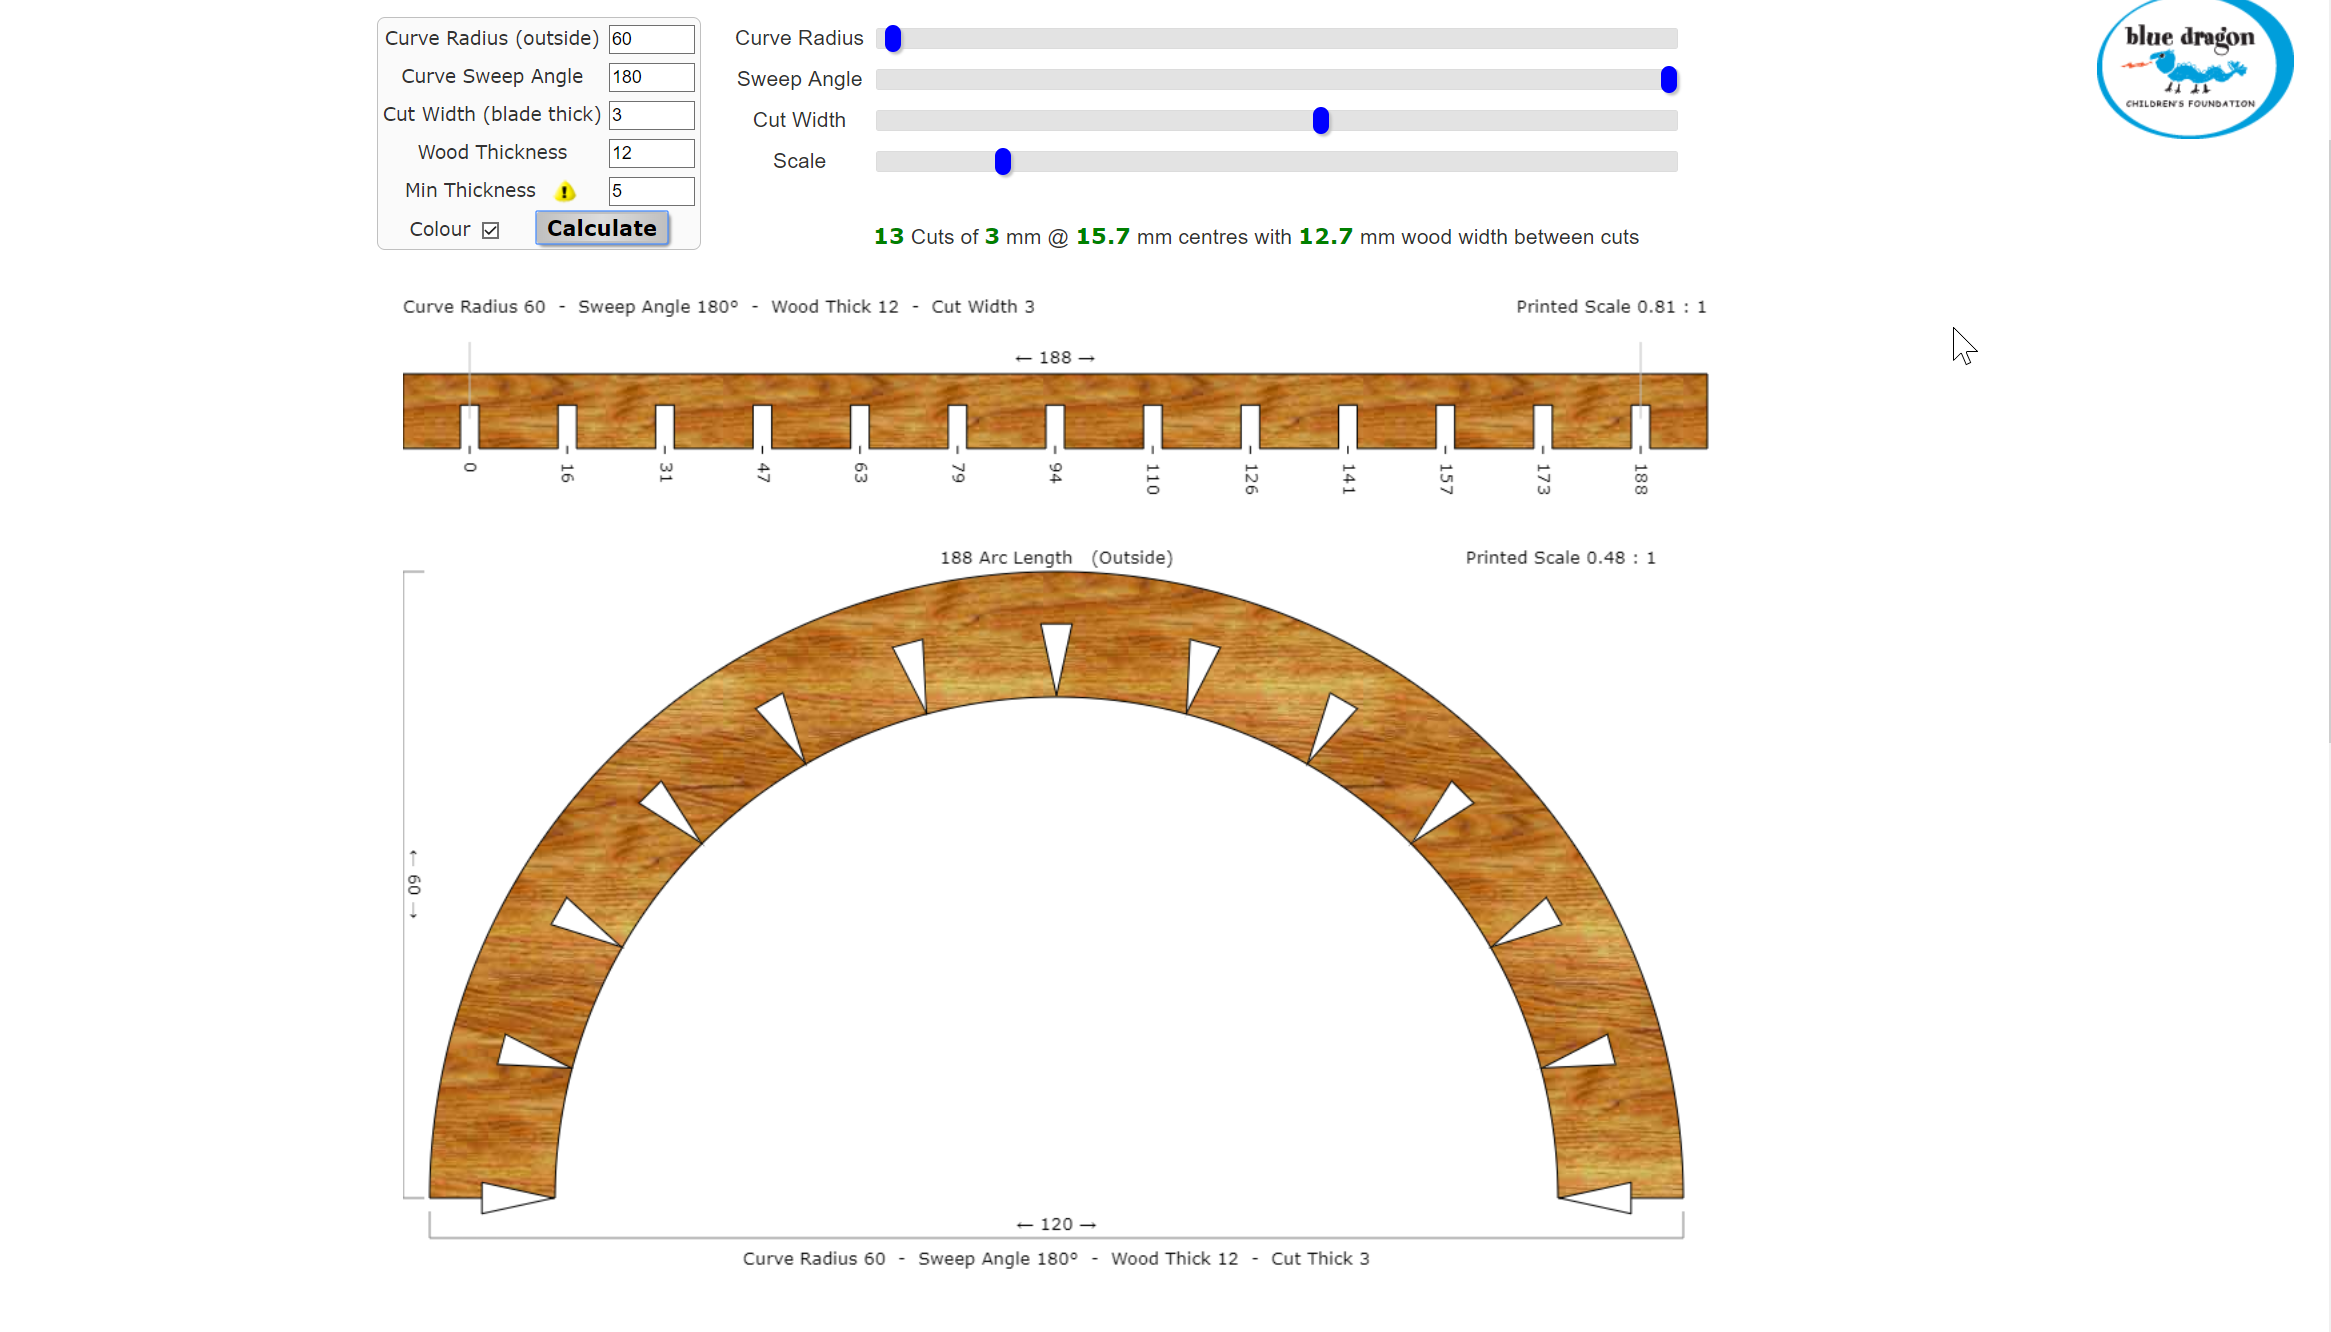 Curve Radius (outside) 60
Curve Sweep Angle 180
Cut Width (blade thick) 3
Wood Thickness 12
Min Thickness 5
Colour Calculate
Curve Radius
Sweep Angle
Cut Width
Scale
13 Cuts of 3 mm @ 15.7 mm centres with 12.7 mm wood width between cuts
blue dragon
CHILDREN'S FOUNDATION
Curve Radius 60 - Sweep Angle 180° - Wood Thick 12 - Cut Width 3
Printed Scale 0.81 : 1
← 188 →
0 16 31 47 63 79 94 110 126 141 157 173 188
188 Arc Length (Outside)
Printed Scale 0.48 : 1
← 60 →
← 120 →
Curve Radius 60 - Sweep Angle 180° - Wood Thick 12 - Cut Thick 3